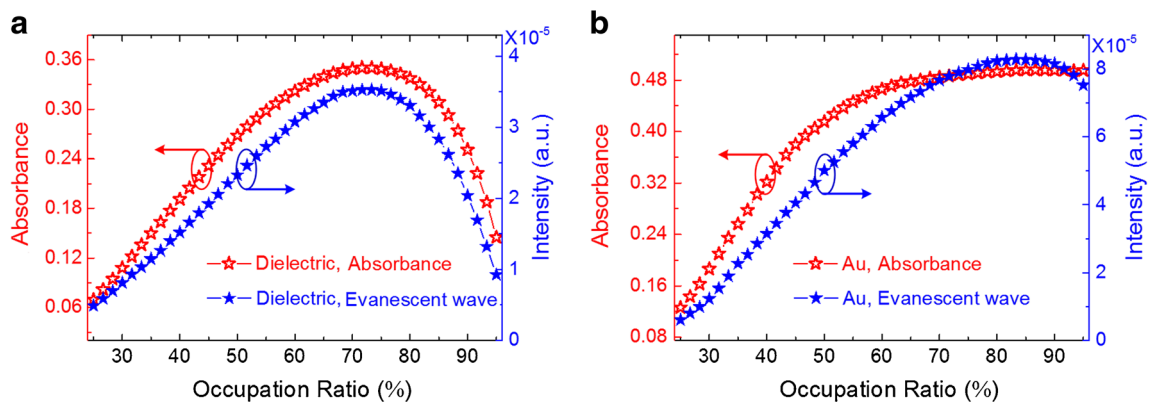 a
X10-5
0.36
0.30
0.24
0.18
0.12
0.06
Absorbance
4
3
2
1
0
Intensity (a.u.)
Dielectric, Absorbance
Dielectric, Evanescent wave
30 40 50 60 70 80 90
Occupation Ratio (%)
b
X10-5
0.48
0.40
0.32
0.24
0.16
0.08
Absorbance
8
6
4
2
0
Intensity (a.u.)
Au, Absorbance
Au, Evanescent wave
30 40 50 60 70 80 90
Occupation Ratio (%)